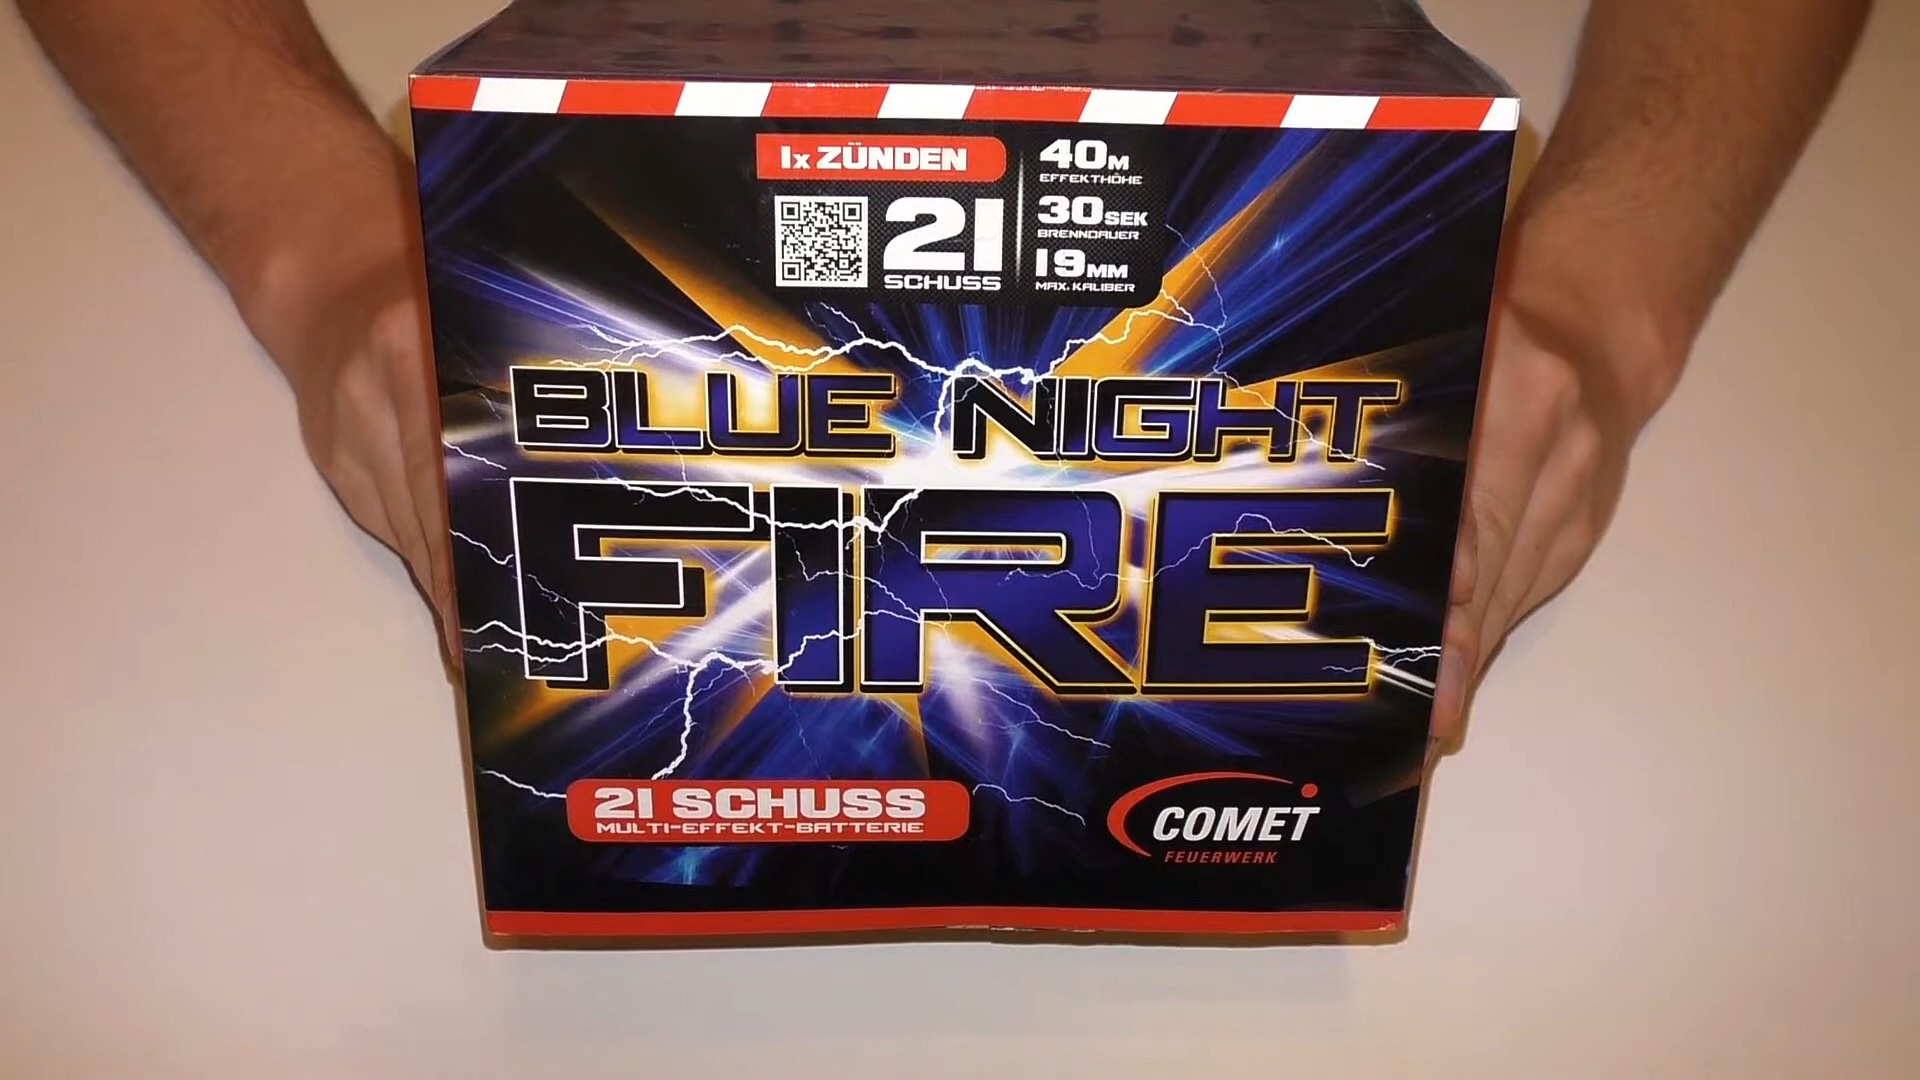 1x ZÜNDEN
21
SCHUSS
40M
EFFEKTHÖHE
30SEK
BRENNDAUER
19MM
MAX. KALIBER
BLUE NIGHT
FIRE
21 SCHUSS
MULTI-EFFEKT-BATTERIE
COMET
FEUERWERK